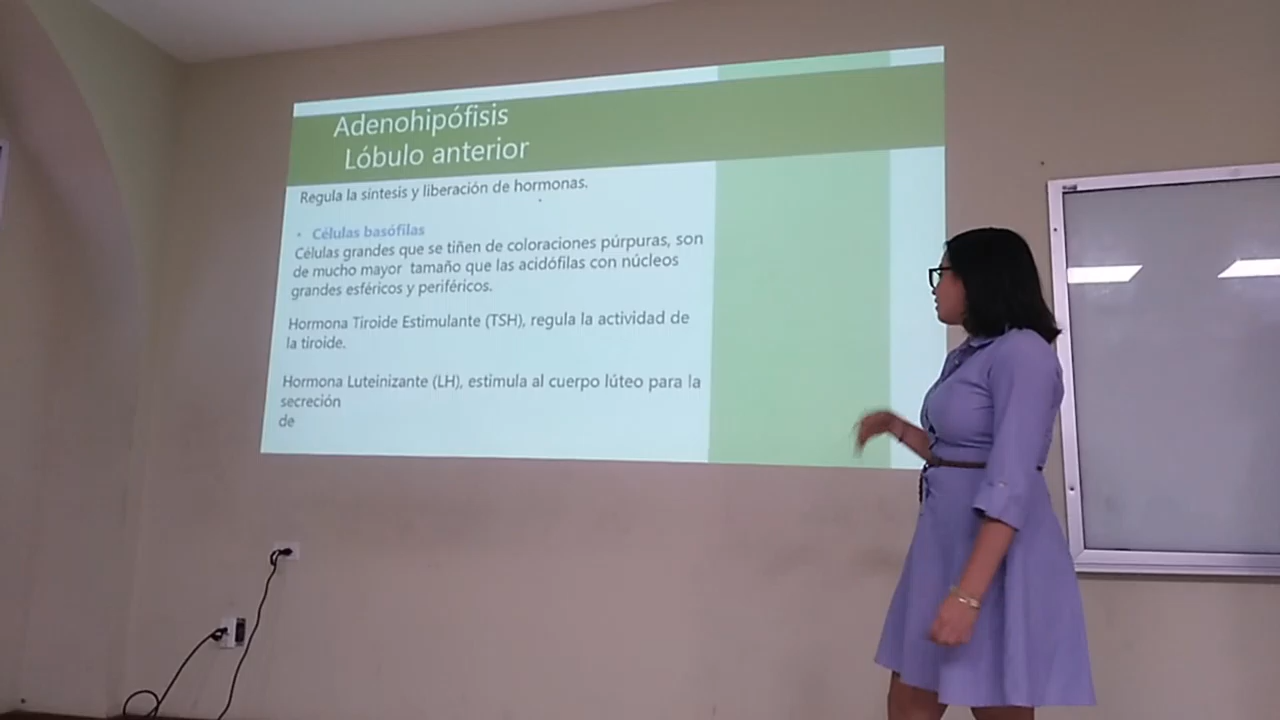 Adenohipófisis
Lóbulo anterior
Regula la síntesis y liberación de hormonas.
• Células basófilas
Células grandes que se tiñen de coloraciones púrpuras, son
de mucho mayor tamaño que las acidófilas con núcleos
grandes esféricos y periféricos.
Hormona Tiroide Estimulante (TSH), regula la actividad de
la tiroide.
Hormona Luteinizante (LH), estimula al cuerpo lúteo para la
secreción
de